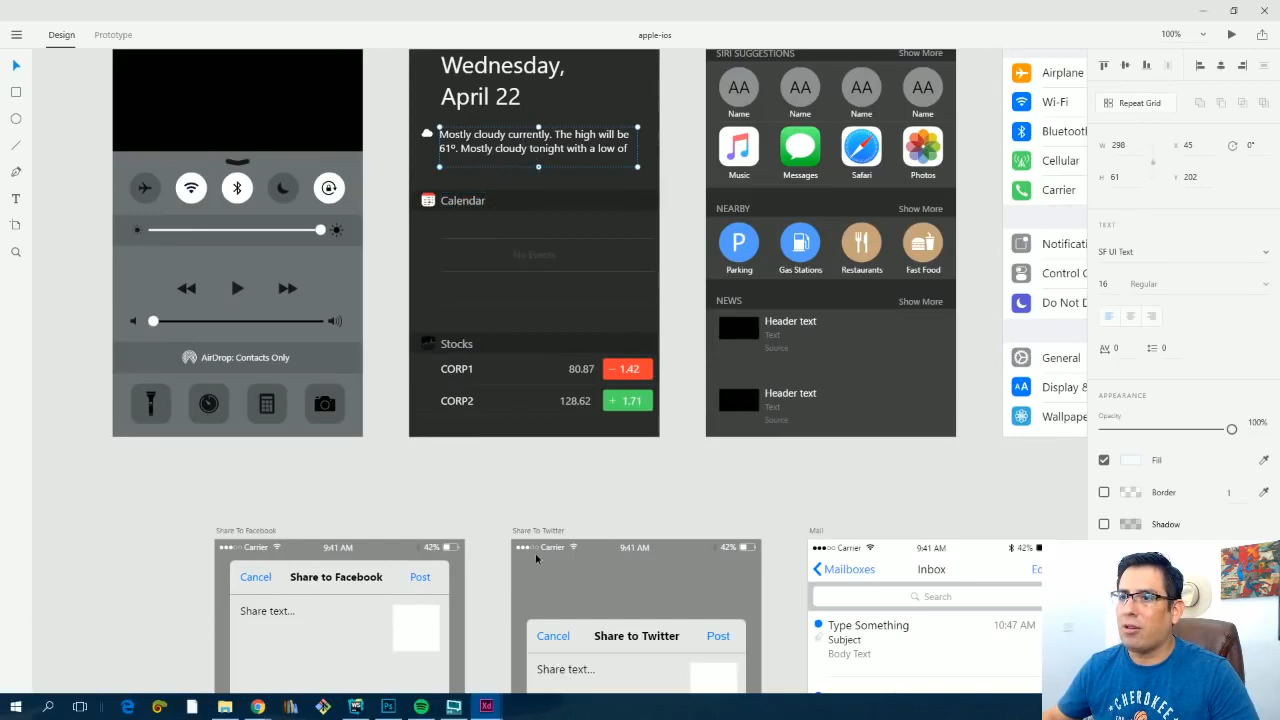 Design
Prototype
apple-ios
100%
Wednesday,
April 22
Mostly cloudy currently. The high will be
61º. Mostly cloudy tonight with a low of
Calendar
No Events
Stocks
CORP1
80.87
− 1.42
CORP2
128.62
+ 1.71
AirDrop: Contacts Only
SIRI SUGGESTIONS
Show More
AA AA AA AA
Name Name Name Name
Music Messages Safari Photos
NEARBY
Show More
P
Parking Gas Stations Restaurants Fast Food
NEWS
Show More
Header text
Text
Source
Header text
Text
Source
Airplane
Wi-Fi
Bluetoot
Cellular
Carrier
Notificati
Control C
Do Not D
General
AA
Display &
Wallpape
Repeat Grid
W 298
X 45
0°
H 61
Y 202
TEXT
SF UI Text
16
Regular
AV 0
0
APPEARANCE
Opacity
100%
Fill
Border
1
Shadow
Share To Facebook
Carrier
9:41 AM
42%
Cancel
Share to Facebook
Post
Share text...
Share To Twitter
Carrier
9:41 AM
42%
Cancel
Share to Twitter
Post
Share text...
Mail
Carrier
9:41 AM
42%
Mailboxes
Inbox
Ed
Search
Type Something
10:47 AM
Subject
Body Text
CHEROKEE
WS
Ps
Xd